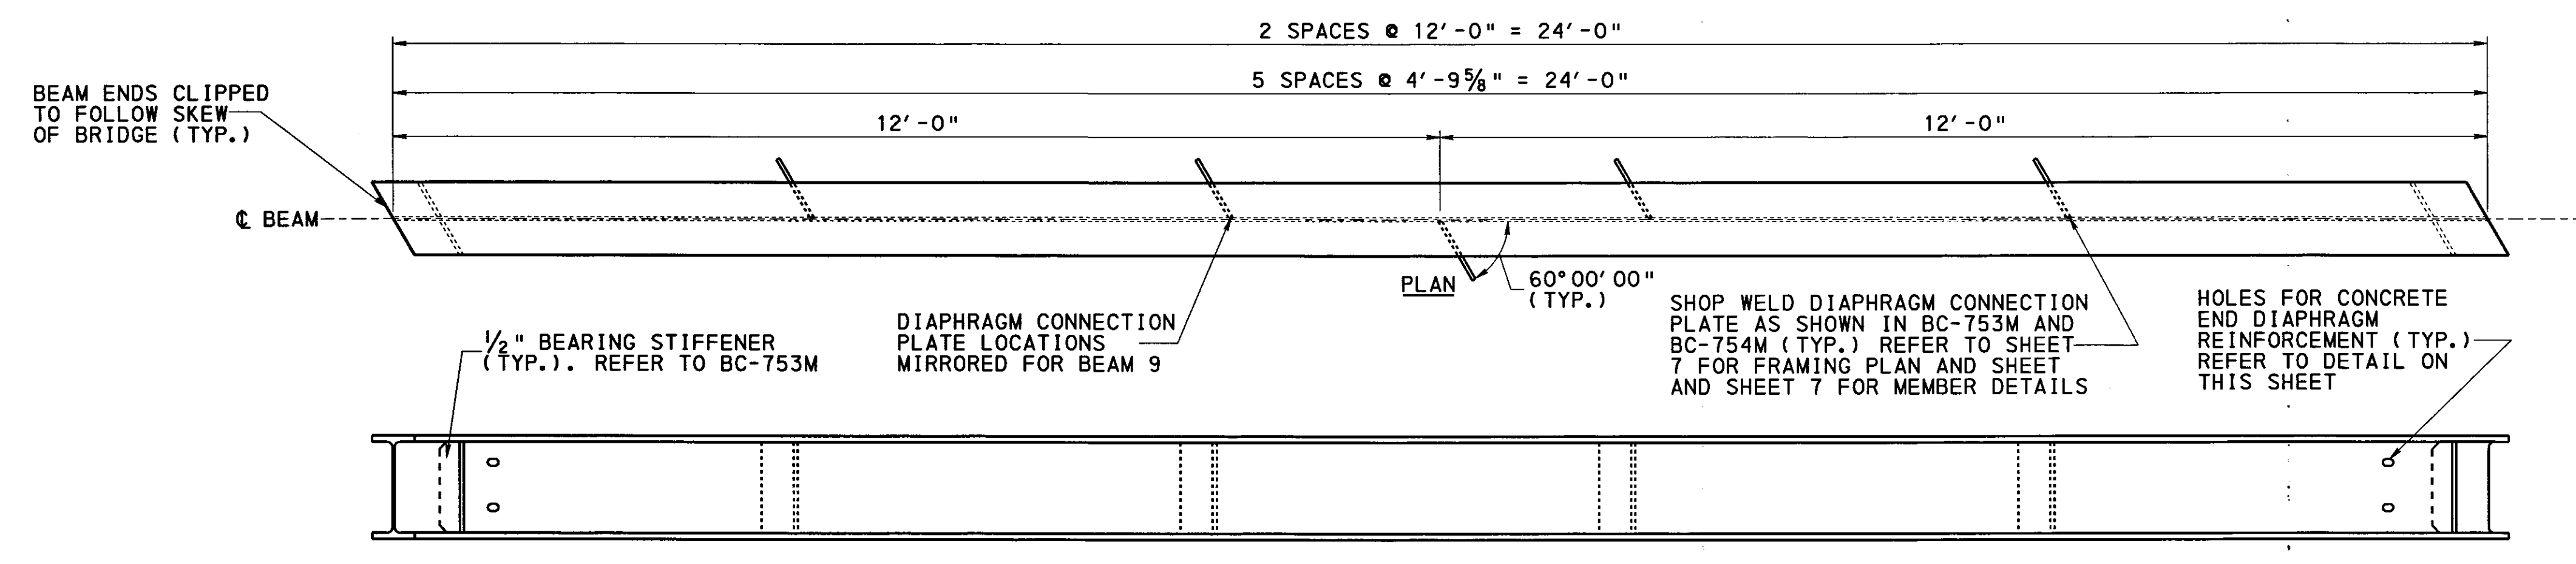 2 SPACES @ 12'-0" = 24'-0"
5 SPACES @ 4'-9⅝" = 24'-0"
12'-0"
12'-0"
BEAM ENDS CLIPPED
TO FOLLOW SKEW
OF BRIDGE (TYP.)
℄ BEAM
PLAN
60°00'00"
(TYP.)
½" BEARING STIFFENER
(TYP.). REFER TO BC-753M
DIAPHRAGM CONNECTION
PLATE LOCATIONS
MIRRORED FOR BEAM 9
SHOP WELD DIAPHRAGM CONNECTION
PLATE AS SHOWN IN BC-753M AND
BC-754M (TYP.) REFER TO SHEET
7 FOR FRAMING PLAN AND SHEET
AND SHEET 7 FOR MEMBER DETAILS
HOLES FOR CONCRETE
END DIAPHRAGM
REINFORCEMENT (TYP.)
REFER TO DETAIL ON
THIS SHEET